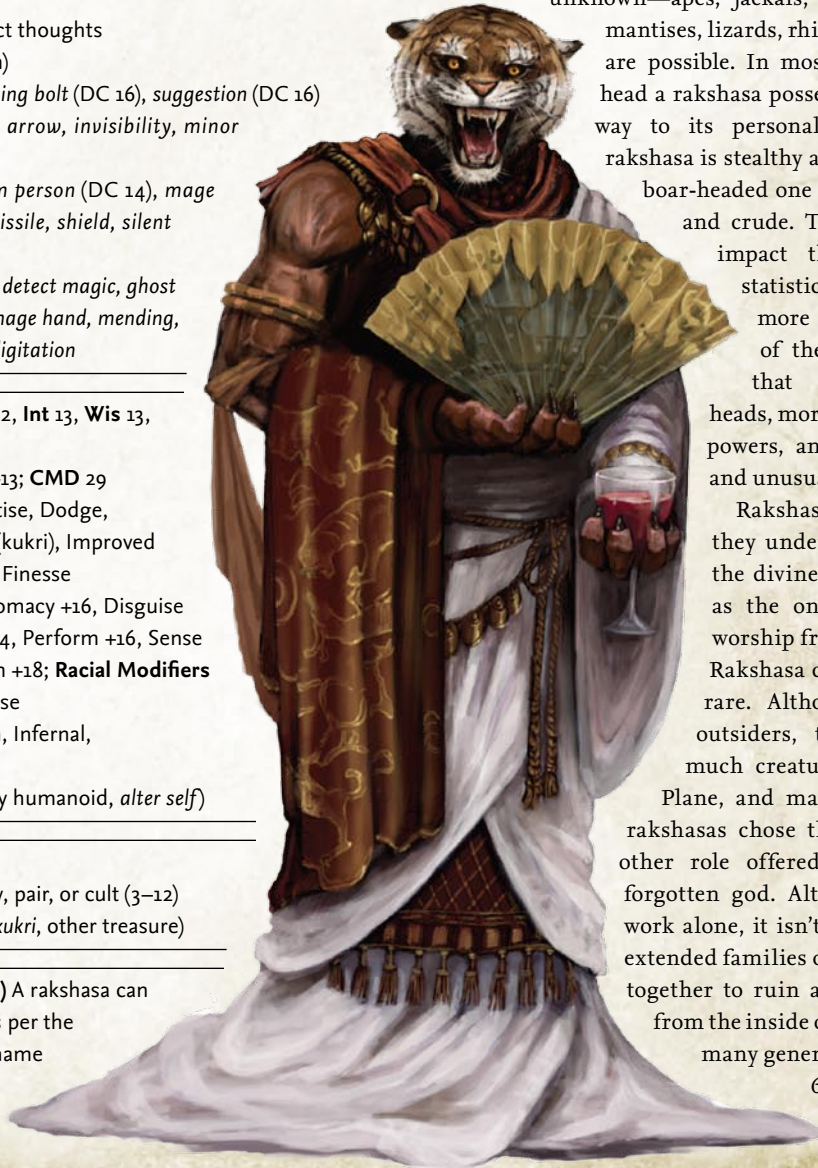 ct thoughts
ing bolt (DC 16), suggestion (DC 16)
arrow, invisibility, minor
n person (DC 14), mage
issile, shield, silent
detect magic, ghost
mage hand, mending,
igitation
2, Int 13, Wis 13,
13; CMD 29
tise, Dodge,
(kukri), Improved
Finesse
omacy +16, Disguise
4, Perform +16, Sense
n +18; Racial Modifiers
se
, Infernal,
y humanoid, alter self)
y, pair, or cult (3–12)
kukri, other treasure)
) A rakshasa can
s per the
name
unknown—apes, jackals,
mantises, lizards, rhi
are possible. In mos
head a rakshasa posse
way to its personal
rakshasa is stealthy a
boar-headed one
and crude. T
impact th
statistic
more
of the
that
heads, mor
powers, an
and unusu
Rakshas
they unde
the divine
as the on
worship fr
Rakshasa c
rare. Altho
outsiders, t
much creatu
Plane, and ma
rakshasas chose th
other role offered
forgotten god. Alt
work alone, it isn't
extended families o
together to ruin a
from the inside o
many gener